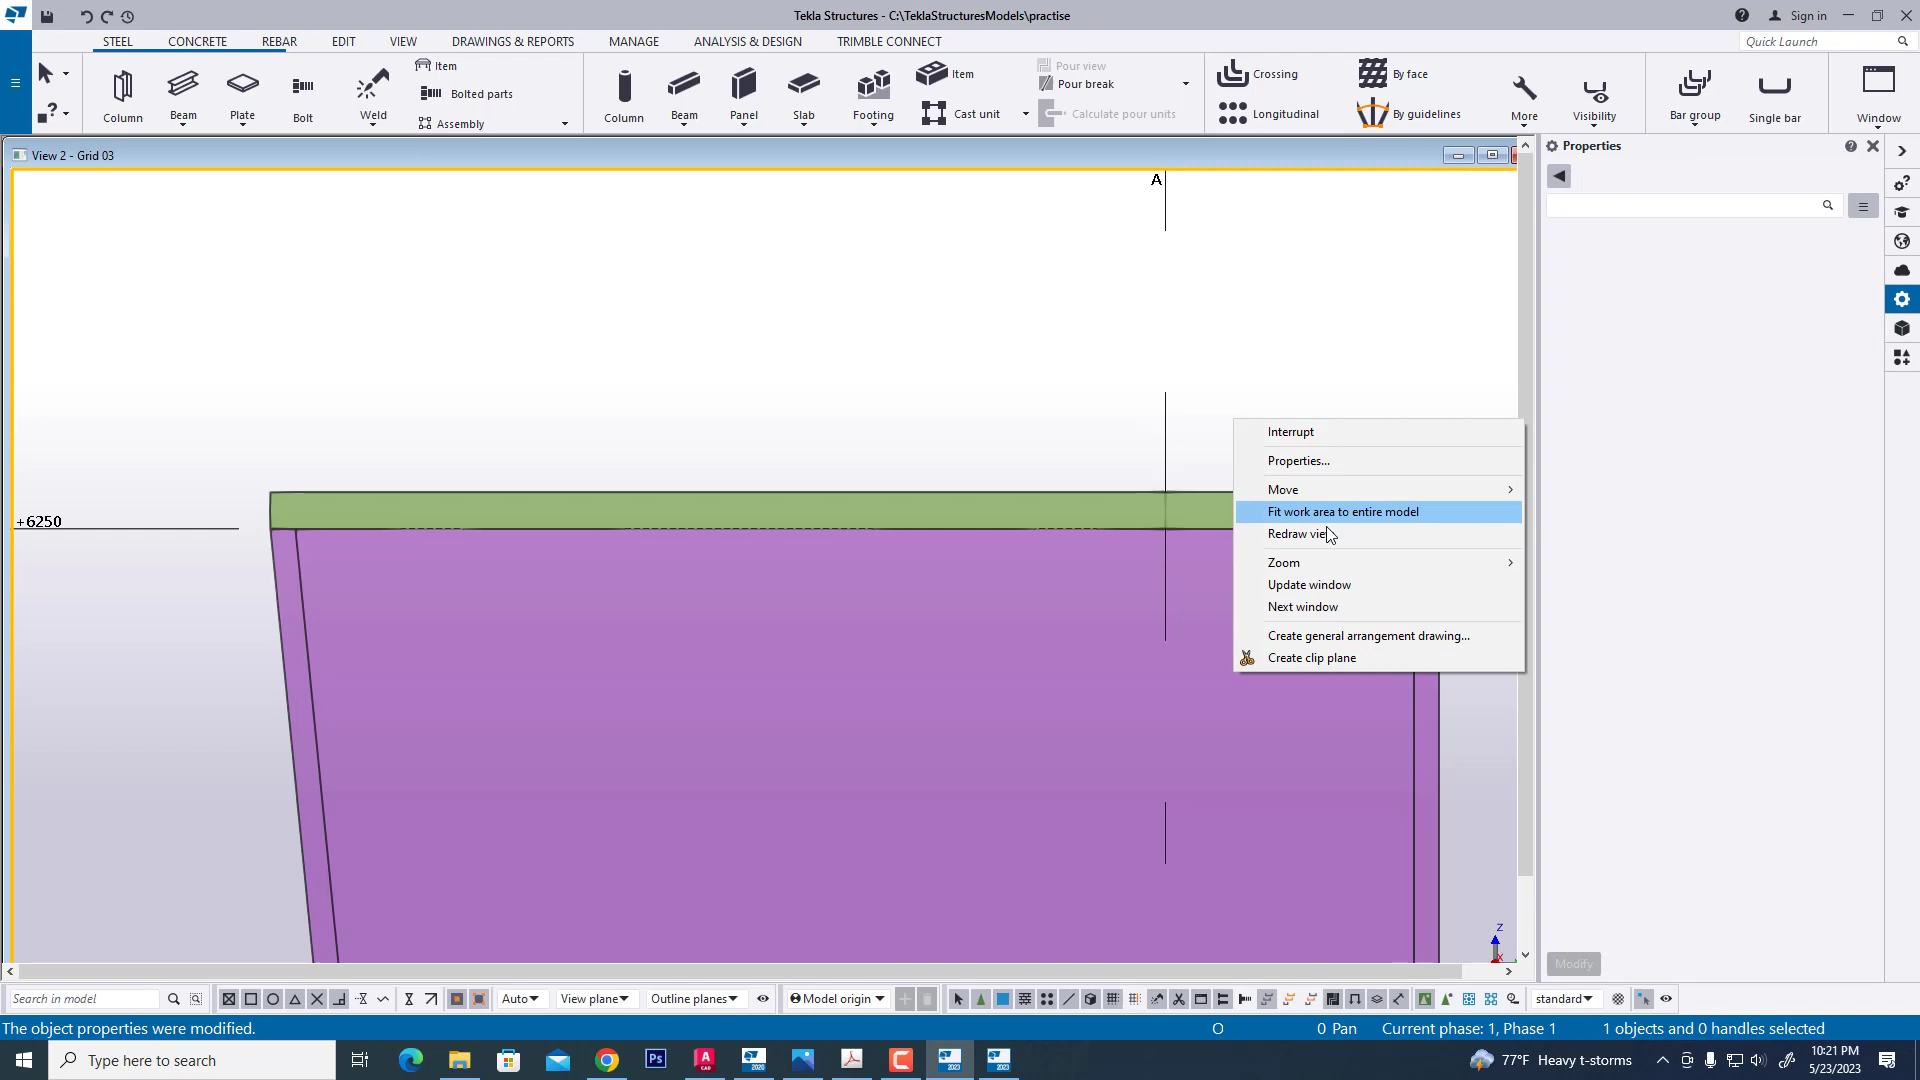 Tekla Structures - C:\TeklaStructuresModels\practise
Sign in
STEEL CONCRETE REBAR EDIT VIEW DRAWINGS & REPORTS MANAGE ANALYSIS & DESIGN TRIMBLE CONNECT
Quick Launch
Column Beam Plate Bolt Weld
Item
Bolted parts
Assembly
Column Beam Panel Slab Footing
Item
Cast unit
Pour view
Pour break
Calculate pour units
Crossing
Longitudinal
By face
By guidelines
More Visibility Bar group Single bar Window
View 2 - Grid 03
Properties
A
+6250
Interrupt
Properties...
Move
Fit work area to entire model
Redraw vie
Zoom
Update window
Next window
Create general arrangement drawing...
Create clip plane
Z
X
Modify
Search in model
Auto
View plane
Outline planes
Model origin
standard
The object properties were modified.
O
0 Pan
Current phase: 1, Phase 1
1 objects and 0 handles selected
Type here to search
77°F Heavy t-storms
10:21 PM
5/23/2023
Ps
A
CAD
2020
2023
2023